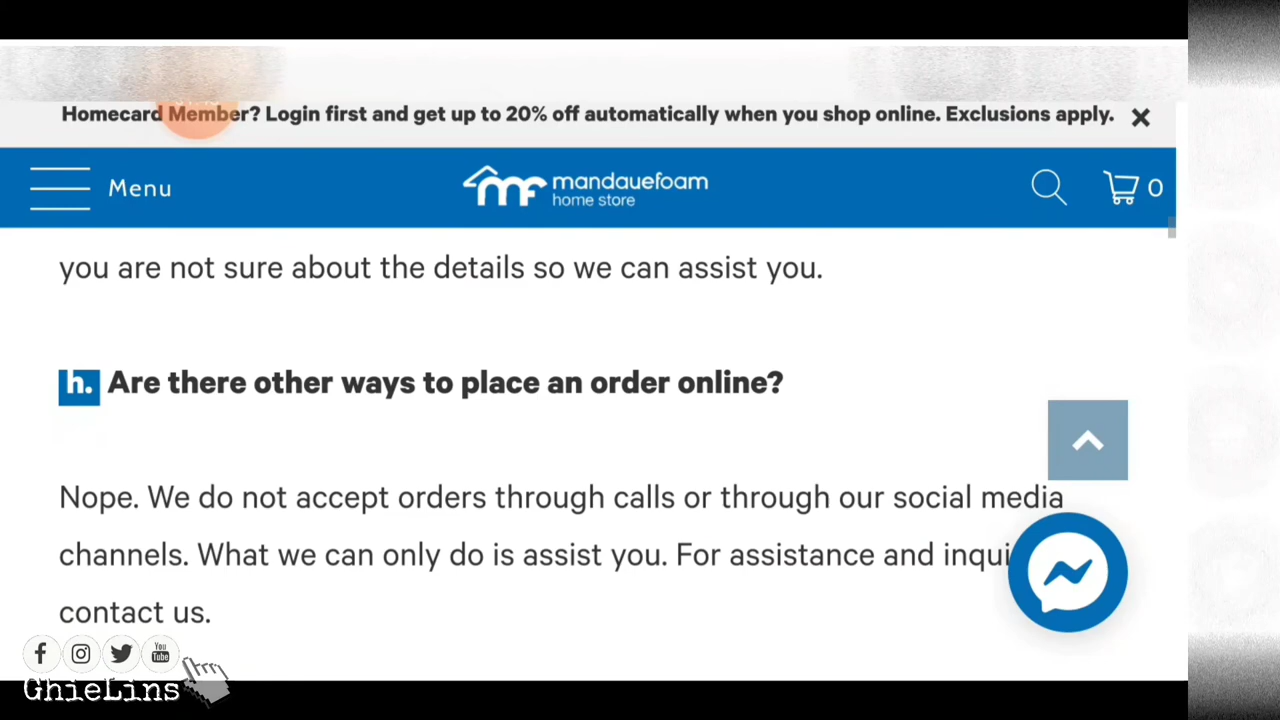 Homecard Member? Login first and get up to 20% off automatically when you shop online. Exclusions apply.
Menu
mandauefoam
home store
0
you are not sure about the details so we can assist you.
h. Are there other ways to place an order online?
Nope. We do not accept orders through calls or through our social media
channels. What we can only do is assist you. For assistance and
contact us.
You
Tube
GhieLins